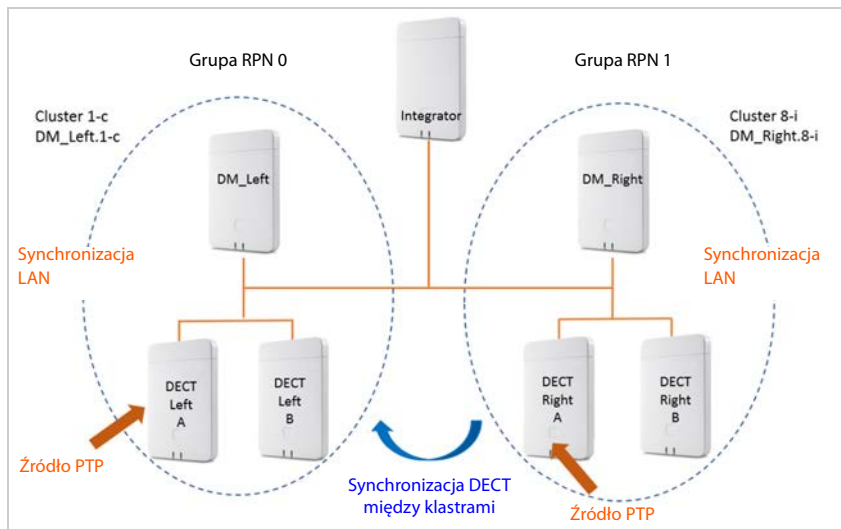 Grupa RPN 0
Grupa RPN 1
Integrator
Cluster 1-c
DM_Left.1-c
Cluster 8-i
DM_Right.8-i
DM_Left
DM_Right
Synchronizacja
LAN
Synchronizacja
LAN
DECT
Left
A
DECT
Left
B
DECT
Right
A
DECT
Right
B
Źródło PTP
Synchronizacja DECT
między klastrami
Źródło PTP